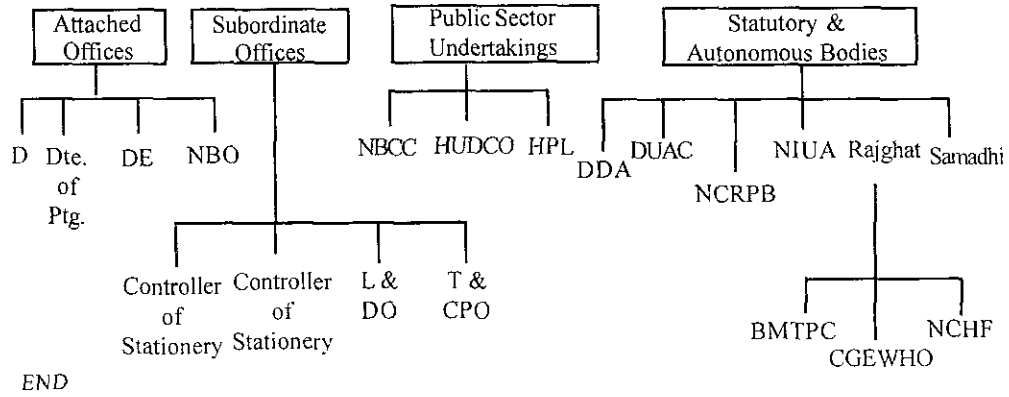 Attached
Offices
Subordinate
Offices
Public Sector
Undertakings
Statutory &
Autonomous Bodies
D Dte. of Ptg. DE NBO
NBCC HUDCO HPL
DDA DUAC NCRPB NIUA Rajghat Samadhi
Controller
of
Stationery
Controller
of
Stationery
L &
DO
T &
CPO
BMTPC CGEWHO NCHF
END